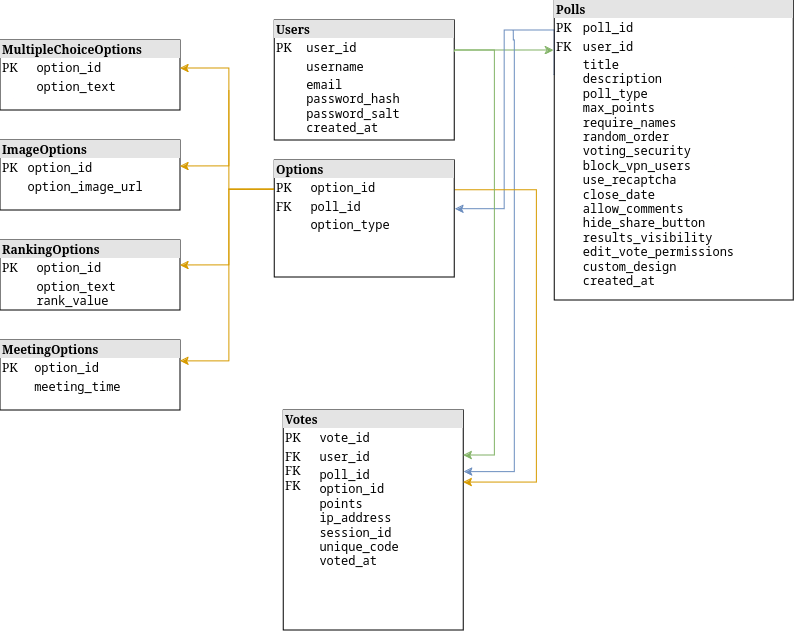 MultipleChoiceOptions
PK option_id
option_text
ImageOptions
PK option_id
option_image_url
RankingOptions
PK option_id
option_text
rank_value
MeetingOptions
PK option_id
meeting_time
Users
PK user_id
username
email
password_hash
password_salt
created_at
Options
PK option_id
FK poll_id
option_type
Votes
PK vote_id
FK user_id
FK poll_id
FK option_id
points
ip_address
session_id
unique_code
voted_at
Polls
PK poll_id
FK user_id
title
description
poll_type
max_points
require_names
random_order
voting_security
block_vpn_users
use_recaptcha
close_date
allow_comments
hide_share_button
results_visibility
edit_vote_permissions
custom_design
created_at